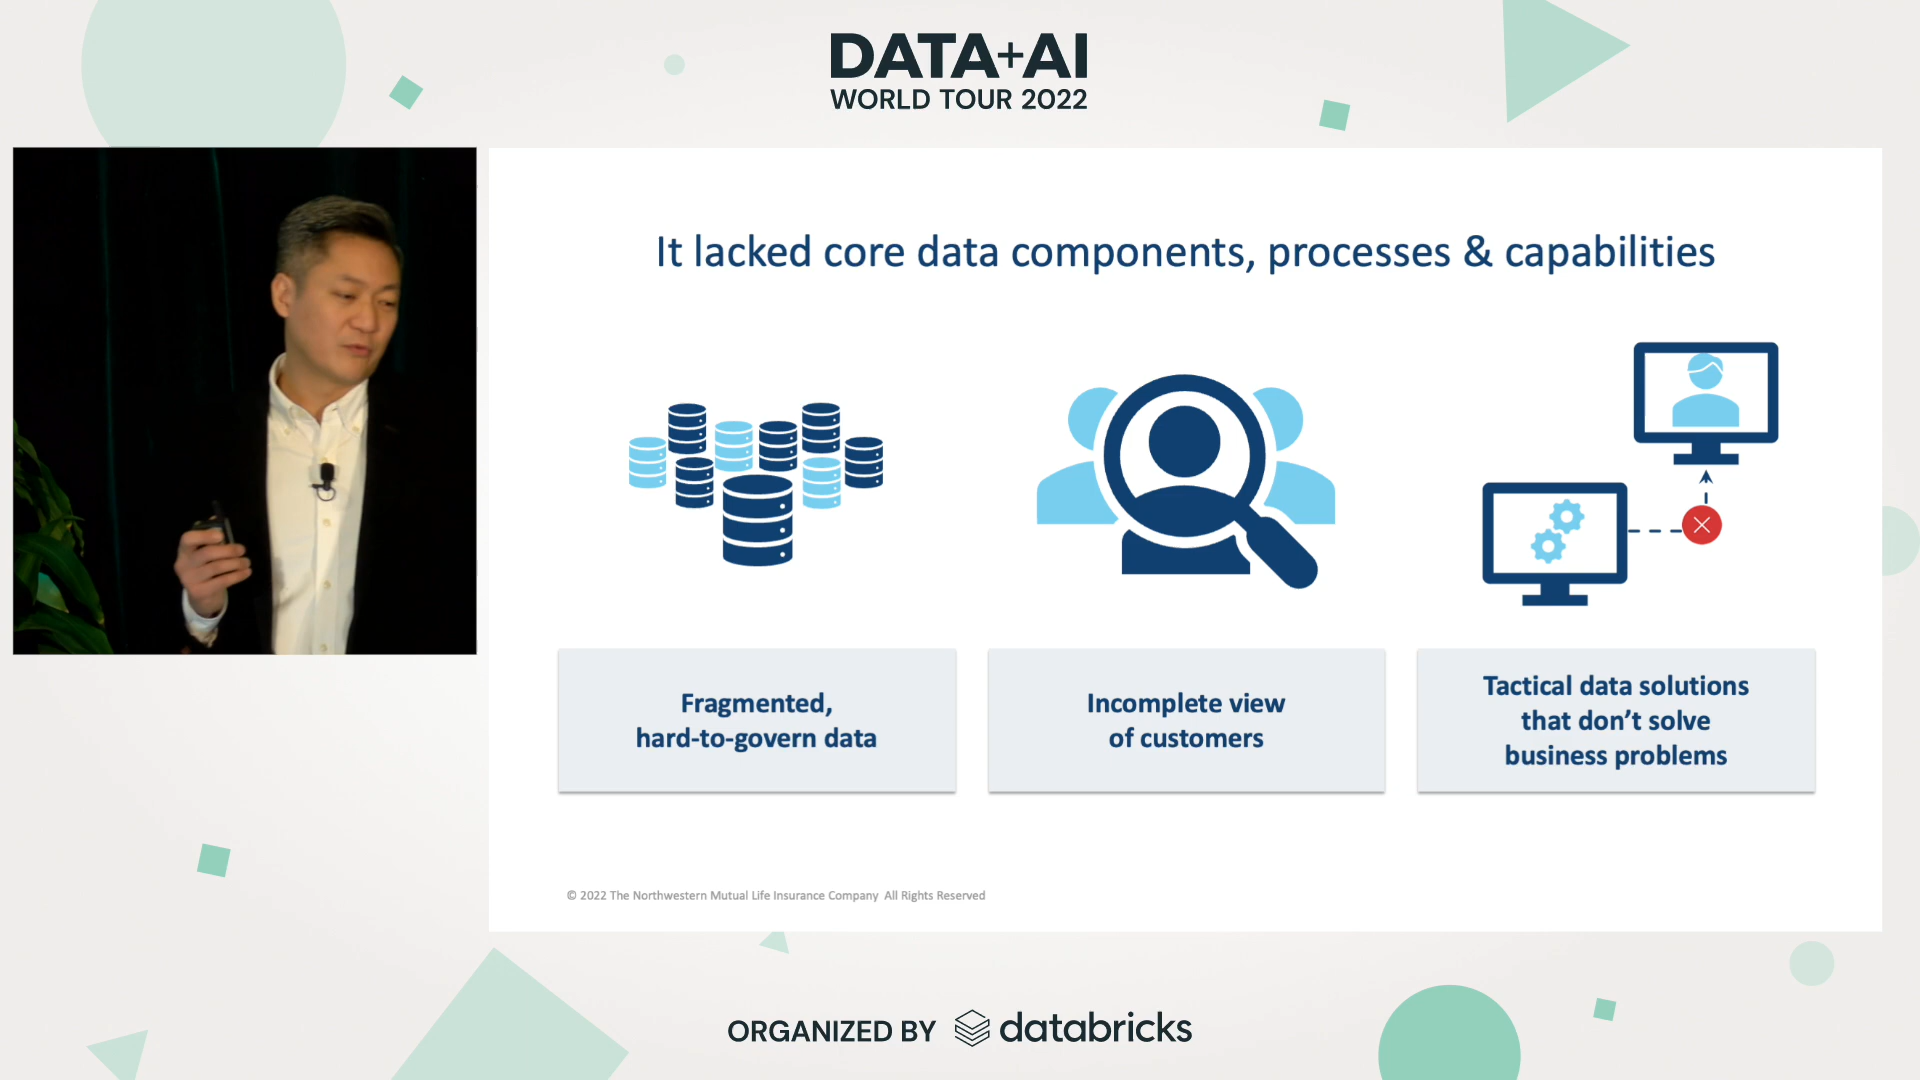 DATA+AI
WORLD TOUR 2022
It lacked core data components, processes & capabilities
Fragmented,
hard-to-govern data
Incomplete view
of customers
Tactical data solutions
that don’t solve
business problems
© 2022 The Northwestern Mutual Life Insurance Company All Rights Reserved
ORGANIZED BY databricks